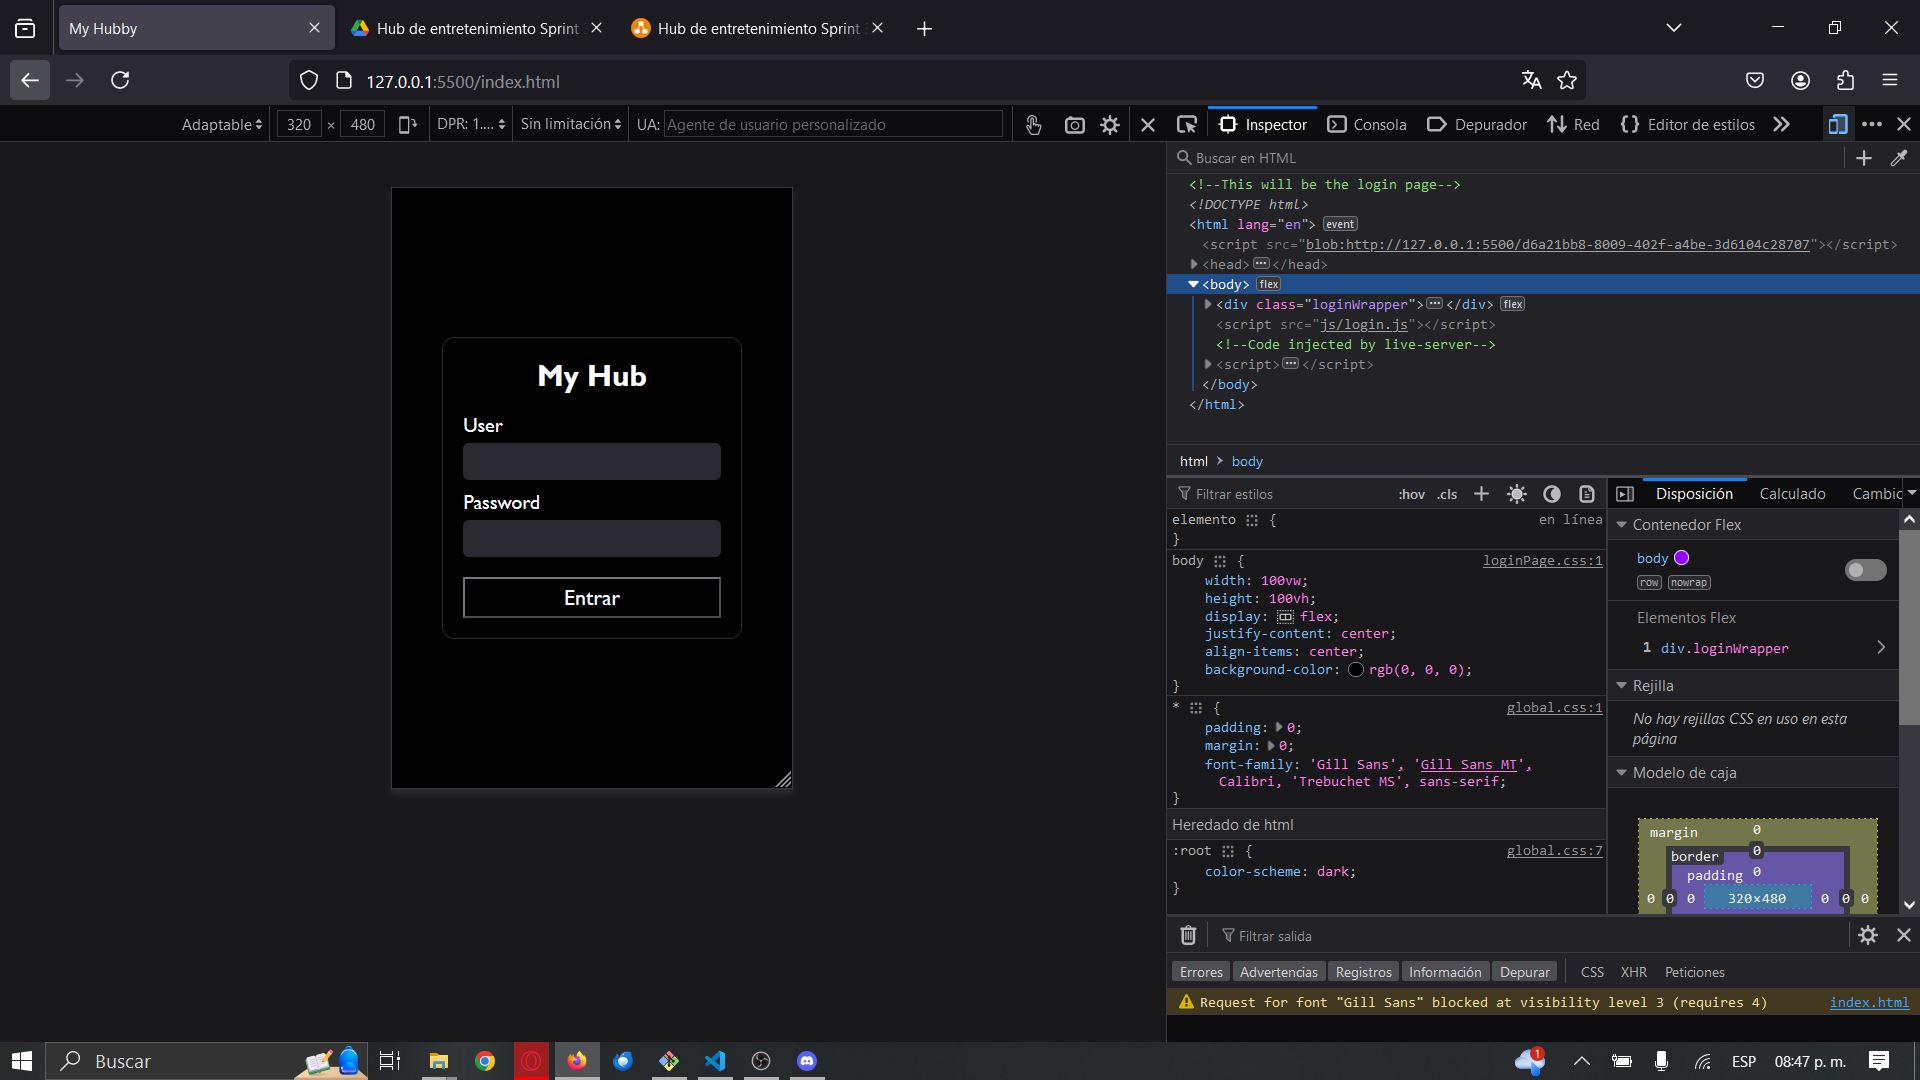 My Hubby
Hub de entretenimiento Sprint
Hub de entretenimiento Sprint
127.0.0.1:5500/index.html
Adaptable
320 × 480
DPR: 1....
Sin limitación
UA: Agente de usuario personalizado
Inspector
Consola
Depurador
Red
Editor de estilos
Buscar en HTML
<!--This will be the login page-->
<!DOCTYPE html>
<html lang="en"> event
<script src="blob:http://127.0.0.1:5500/d6a21bb8-8009-402f-a4be-3d6104c28707"></script>
<head> ••• </head>
<body> flex
<div class="loginWrapper"> ••• </div> flex
<script src="js/login.js"></script>
<!--Code injected by live-server-->
<script> ••• </script>
</body>
</html>
html > body
My Hub
User
Password
Entrar
Filtrar estilos
:hov .cls
elemento { en línea
}
body { loginPage.css:1
width: 100vw;
height: 100vh;
display: flex;
justify-content: center;
align-items: center;
background-color: rgb(0, 0, 0);
}
* { global.css:1
padding: 0;
margin: 0;
font-family: 'Gill Sans', 'Gill Sans MT',
Calibri, 'Trebuchet MS', sans-serif;
}
Heredado de html
:root { global.css:7
color-scheme: dark;
}
Disposición
Calculado
Cambic
Contenedor Flex
body
row nowrap
Elementos Flex
1 div.loginWrapper
Rejilla
No hay rejillas CSS en uso en esta
página
Modelo de caja
margin 0
border 0
padding 0
0 0 0 320×480 0 0 0
Filtrar salida
Errores
Advertencias
Registros
Información
Depurar
CSS
XHR
Peticiones
Request for font "Gill Sans" blocked at visibility level 3 (requires 4) index.html
Buscar
1
ESP
08:47 p. m.